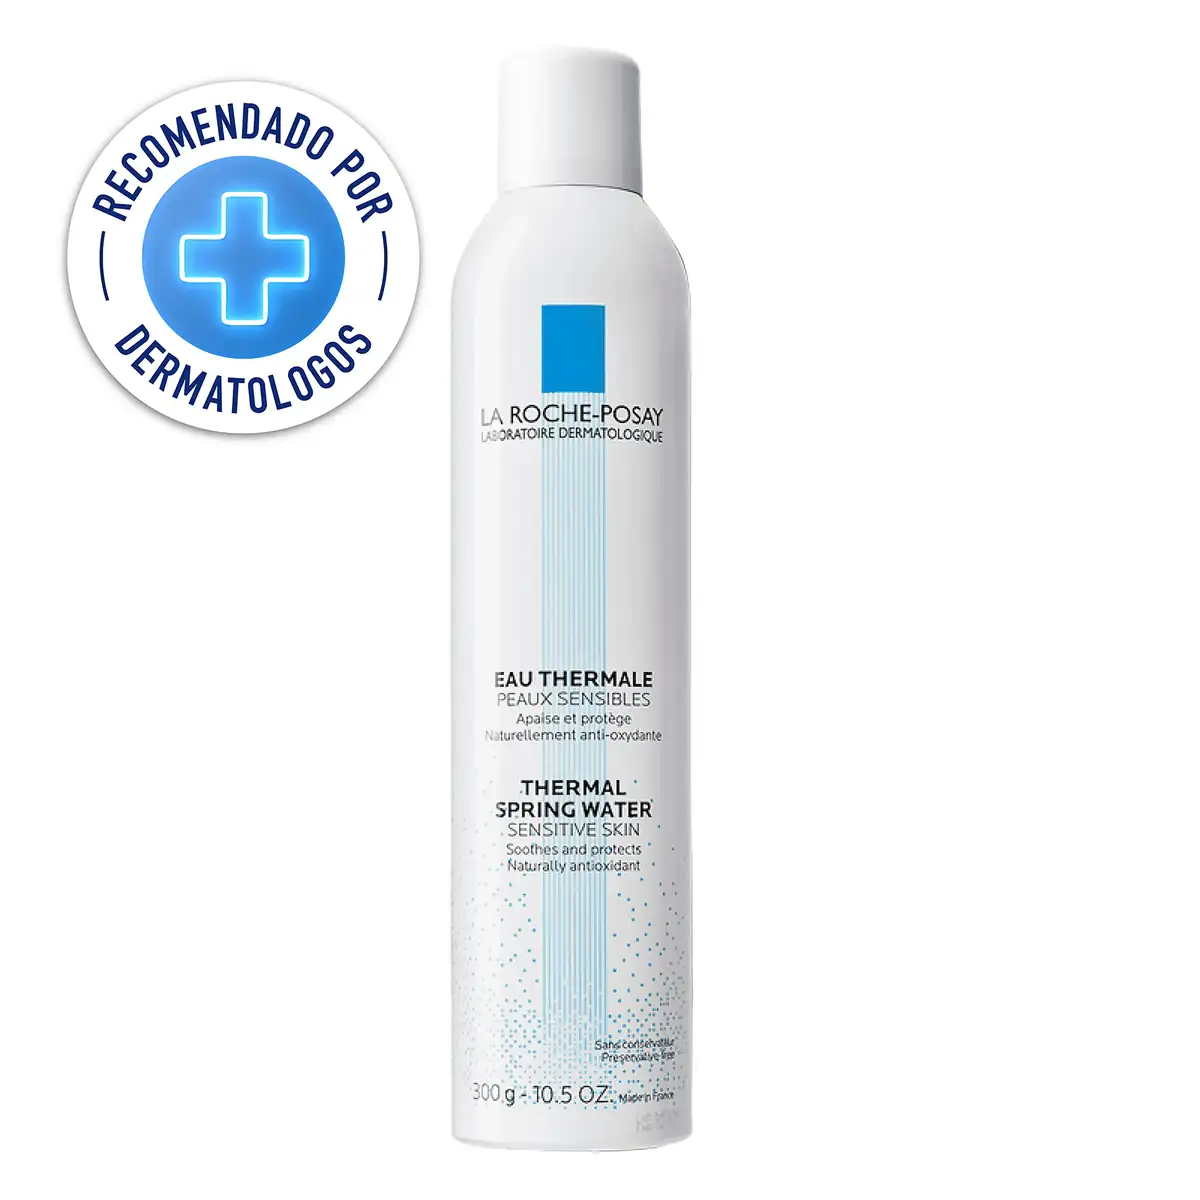 RECOMENDADO POR
DERMATOLOGOS
LA ROCHE-POSAY
LABORATOIRE DERMATOLOGIQUE
EAU THERMALE
PEAUX SENSIBLES
Apaise et protège
Naturellement anti-oxydante
THERMAL
SPRING WATER
SENSITIVE SKIN
Soothes and protects
Naturally antioxidant
Sans conservateur
Preservative-free
300 g - 10.5 OZ. Made in France